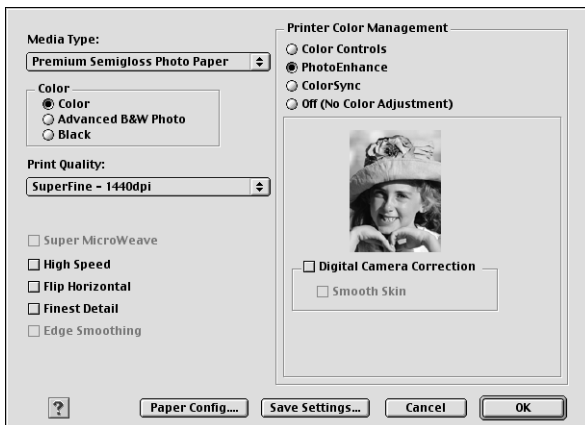 Media Type:
Premium Semigloss Photo Paper
Color
Color
Advanced B&W Photo
Black
Print Quality:
SuperFine - 1440dpi
Super MicroWeave
High Speed
Flip Horizontal
Finest Detail
Edge Smoothing
Printer Color Management
Color Controls
PhotoEnhance
ColorSync
Off (No Color Adjustment)
Digital Camera Correction
Smooth Skin
?
Paper Config....
Save Settings...
Cancel
OK